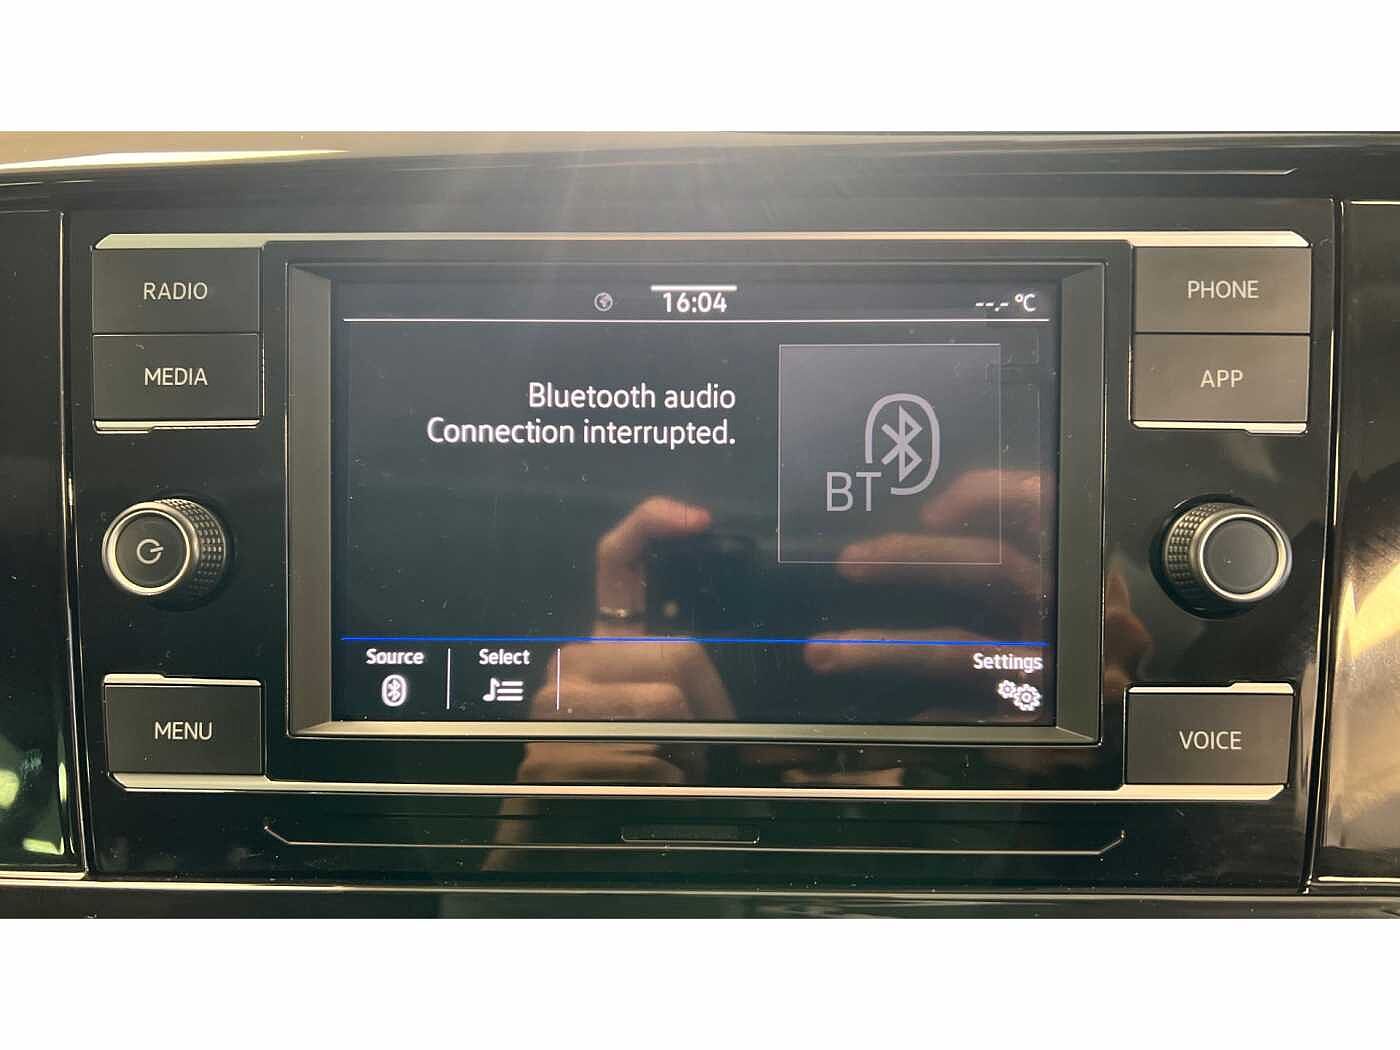 RADIO
MEDIA
MENU
16:04
--.- °C
Bluetooth audio
Connection interrupted.
BT
Source
Select
Settings
PHONE
APP
VOICE